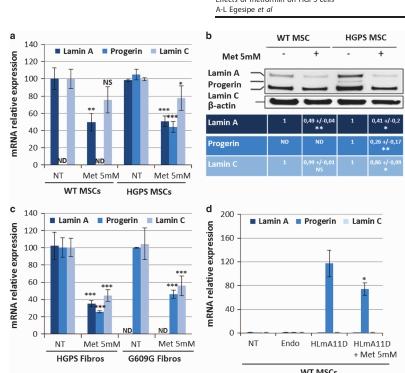 Effects of metformin on HGPS cells
A-L Egesipe et al
a
Lamin A Progerin Lamin C
mRNA relative expression
140
120
100
80
60
40
20
0
**
NS
***
***
*
ND
ND
NT
Met 5mM
NT
Met 5mM
WT MSCs
HGPS MSCs
b
WT MSC
HGPS MSC
Met 5mM
-
+
-
+
Lamin A
Progerin
Lamin C
β-actin
Lamin A 1 0,49 +/-0,04 1 0,41 +/-0,2
** *
Progerin ND ND 1 0,26 +/-0,17
**
Lamin C 1 0,99 +/-0,01 1 0,86 +/-0,09
NS *
c
Lamin A Progerin Lamin C
mRNA relative expression
140
120
100
80
60
40
20
0
***
***
***
***
***
ND
ND
NT
Met 5mM
NT
Met 5mM
HGPS Fibros
G609G Fibros
d
Lamin A Progerin Lamin C
mRNA relative expression
200
160
120
80
40
0
*
NT
Endo
HLmA11D
HLmA11D
+ Met 5mM
WT MSCs